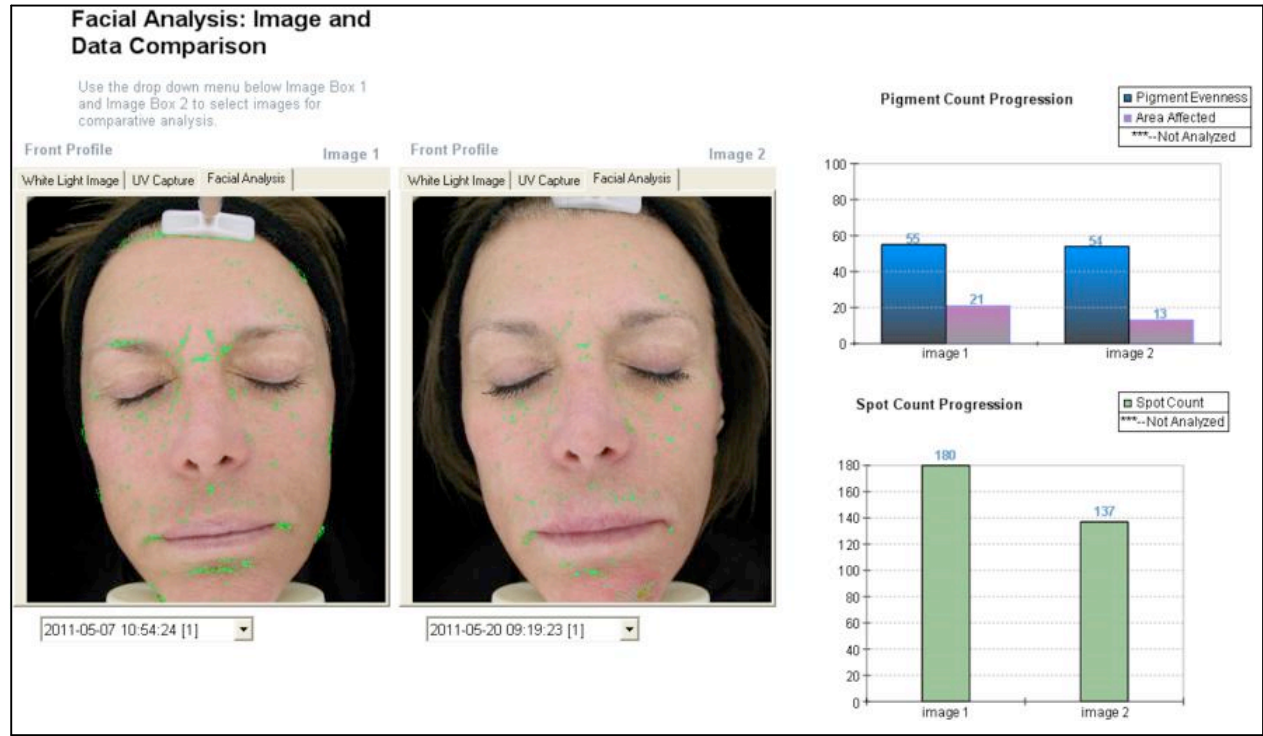 Facial Analysis: Image and
Data Comparison
Use the drop down menu below Image Box 1
and Image Box 2 to select images for
comparative analysis.
Front Profile
Image 1
White Light Image
UV Capture
Facial Analysis
2011-05-07 10:54:24 [1]
Front Profile
Image 2
White Light Image
UV Capture
Facial Analysis
2011-05-20 09:19:23 [1]
Pigment Count Progression
Pigment Evenness
Area Affected
***--Not Analyzed
100
80
60
40
20
0
55
21
54
13
image 1
image 2
Spot Count Progression
Spot Count
***--Not Analyzed
180
160
140
120
100
80
60
40
20
0
180
137
image 1
image 2